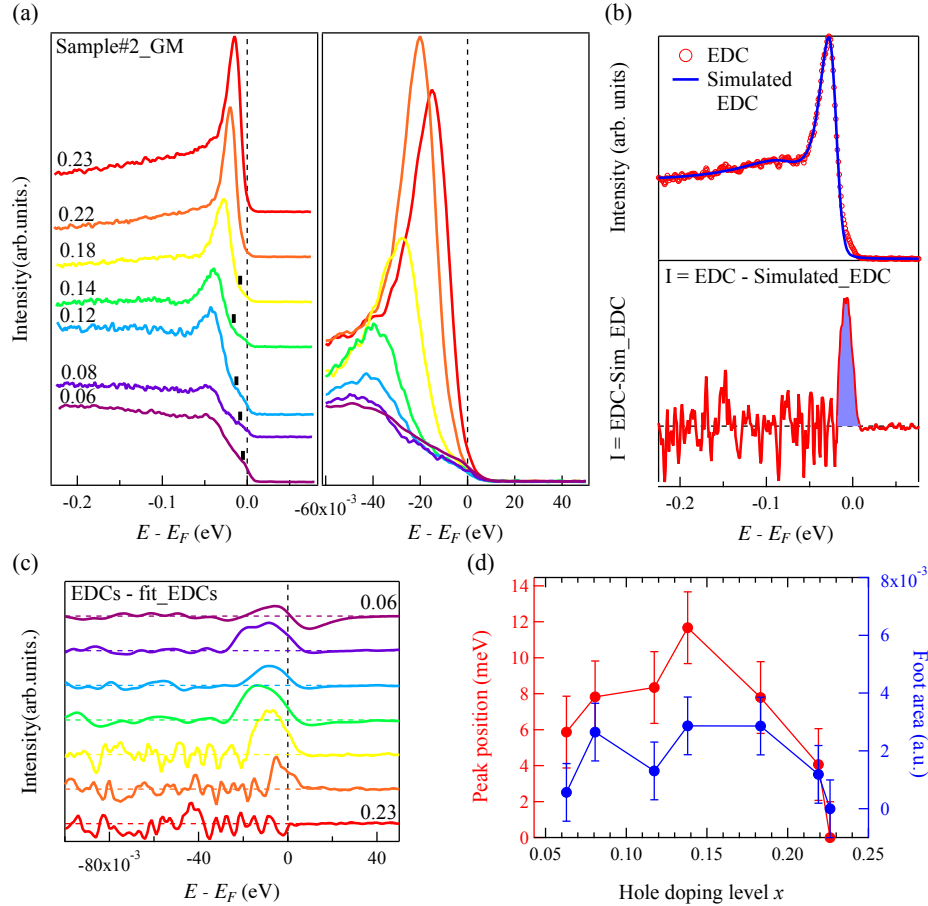 (a)
Sample#2_GM
0.23
0.22
0.18
0.14
0.12
0.08
0.06
Intensity(arb.units.)
-0.2 -0.1 0.0
E - E_F (eV)
-60x10⁻³ -40 -20 0 20 40
E - E_F (eV)
(b)
EDC
Simulated
EDC
Intensity (arb. units)
I = EDC - Simulated_EDC
I = EDC-Sim_EDC
-0.2 -0.1 0.0
E - E_F (eV)
(c)
EDCs - fit_EDCs
0.06
0.23
Intensity(arb.units.)
-80x10⁻³ -40 0 40
E - E_F (eV)
(d)
14
12
10
8
6
4
2
0
Peak position (meV)
8x10⁻³
6
4
2
0
Foot area (a.u.)
0.05 0.10 0.15 0.20 0.25
Hole doping level x